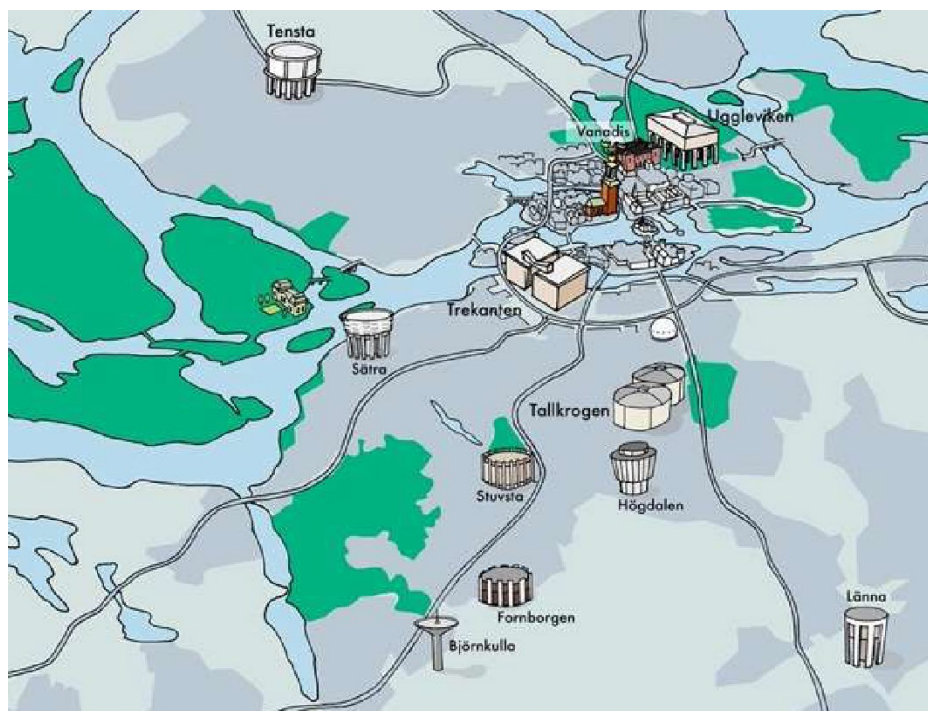 Tensta
Uggleviken
Vanadis
Trekanten
Sätra
Tallkrogen
Stuvsta
Högdalen
Länna
Fornborgen
Björnkulla